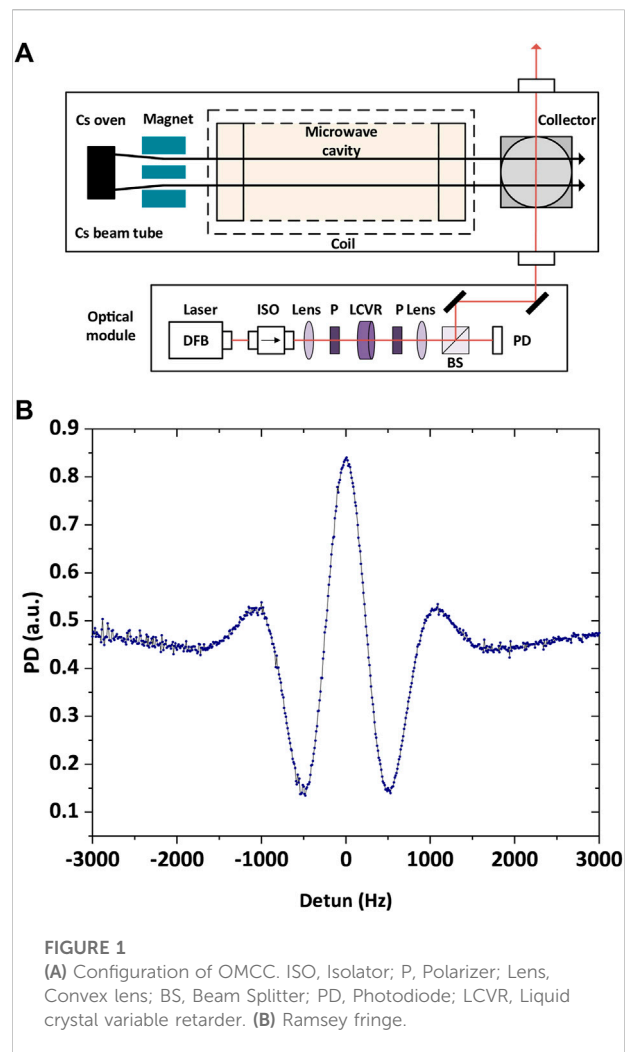 A
Cs oven
Magnet
Microwave
cavity
Collector
Cs beam tube
Coil
Optical
module
Laser
ISO
Lens
P
LCVR
P
Lens
DFB
BS
PD
B
0.9
0.8
0.7
0.6
0.5
0.4
0.3
0.2
0.1
PD (a.u.)
-3000
-2000
-1000
0
1000
2000
3000
Detun (Hz)
FIGURE 1
(A) Configuration of OMCC. ISO, Isolator; P, Polarizer; Lens,
Convex lens; BS, Beam Splitter; PD, Photodiode; LCVR, Liquid
crystal variable retarder. (B) Ramsey fringe.